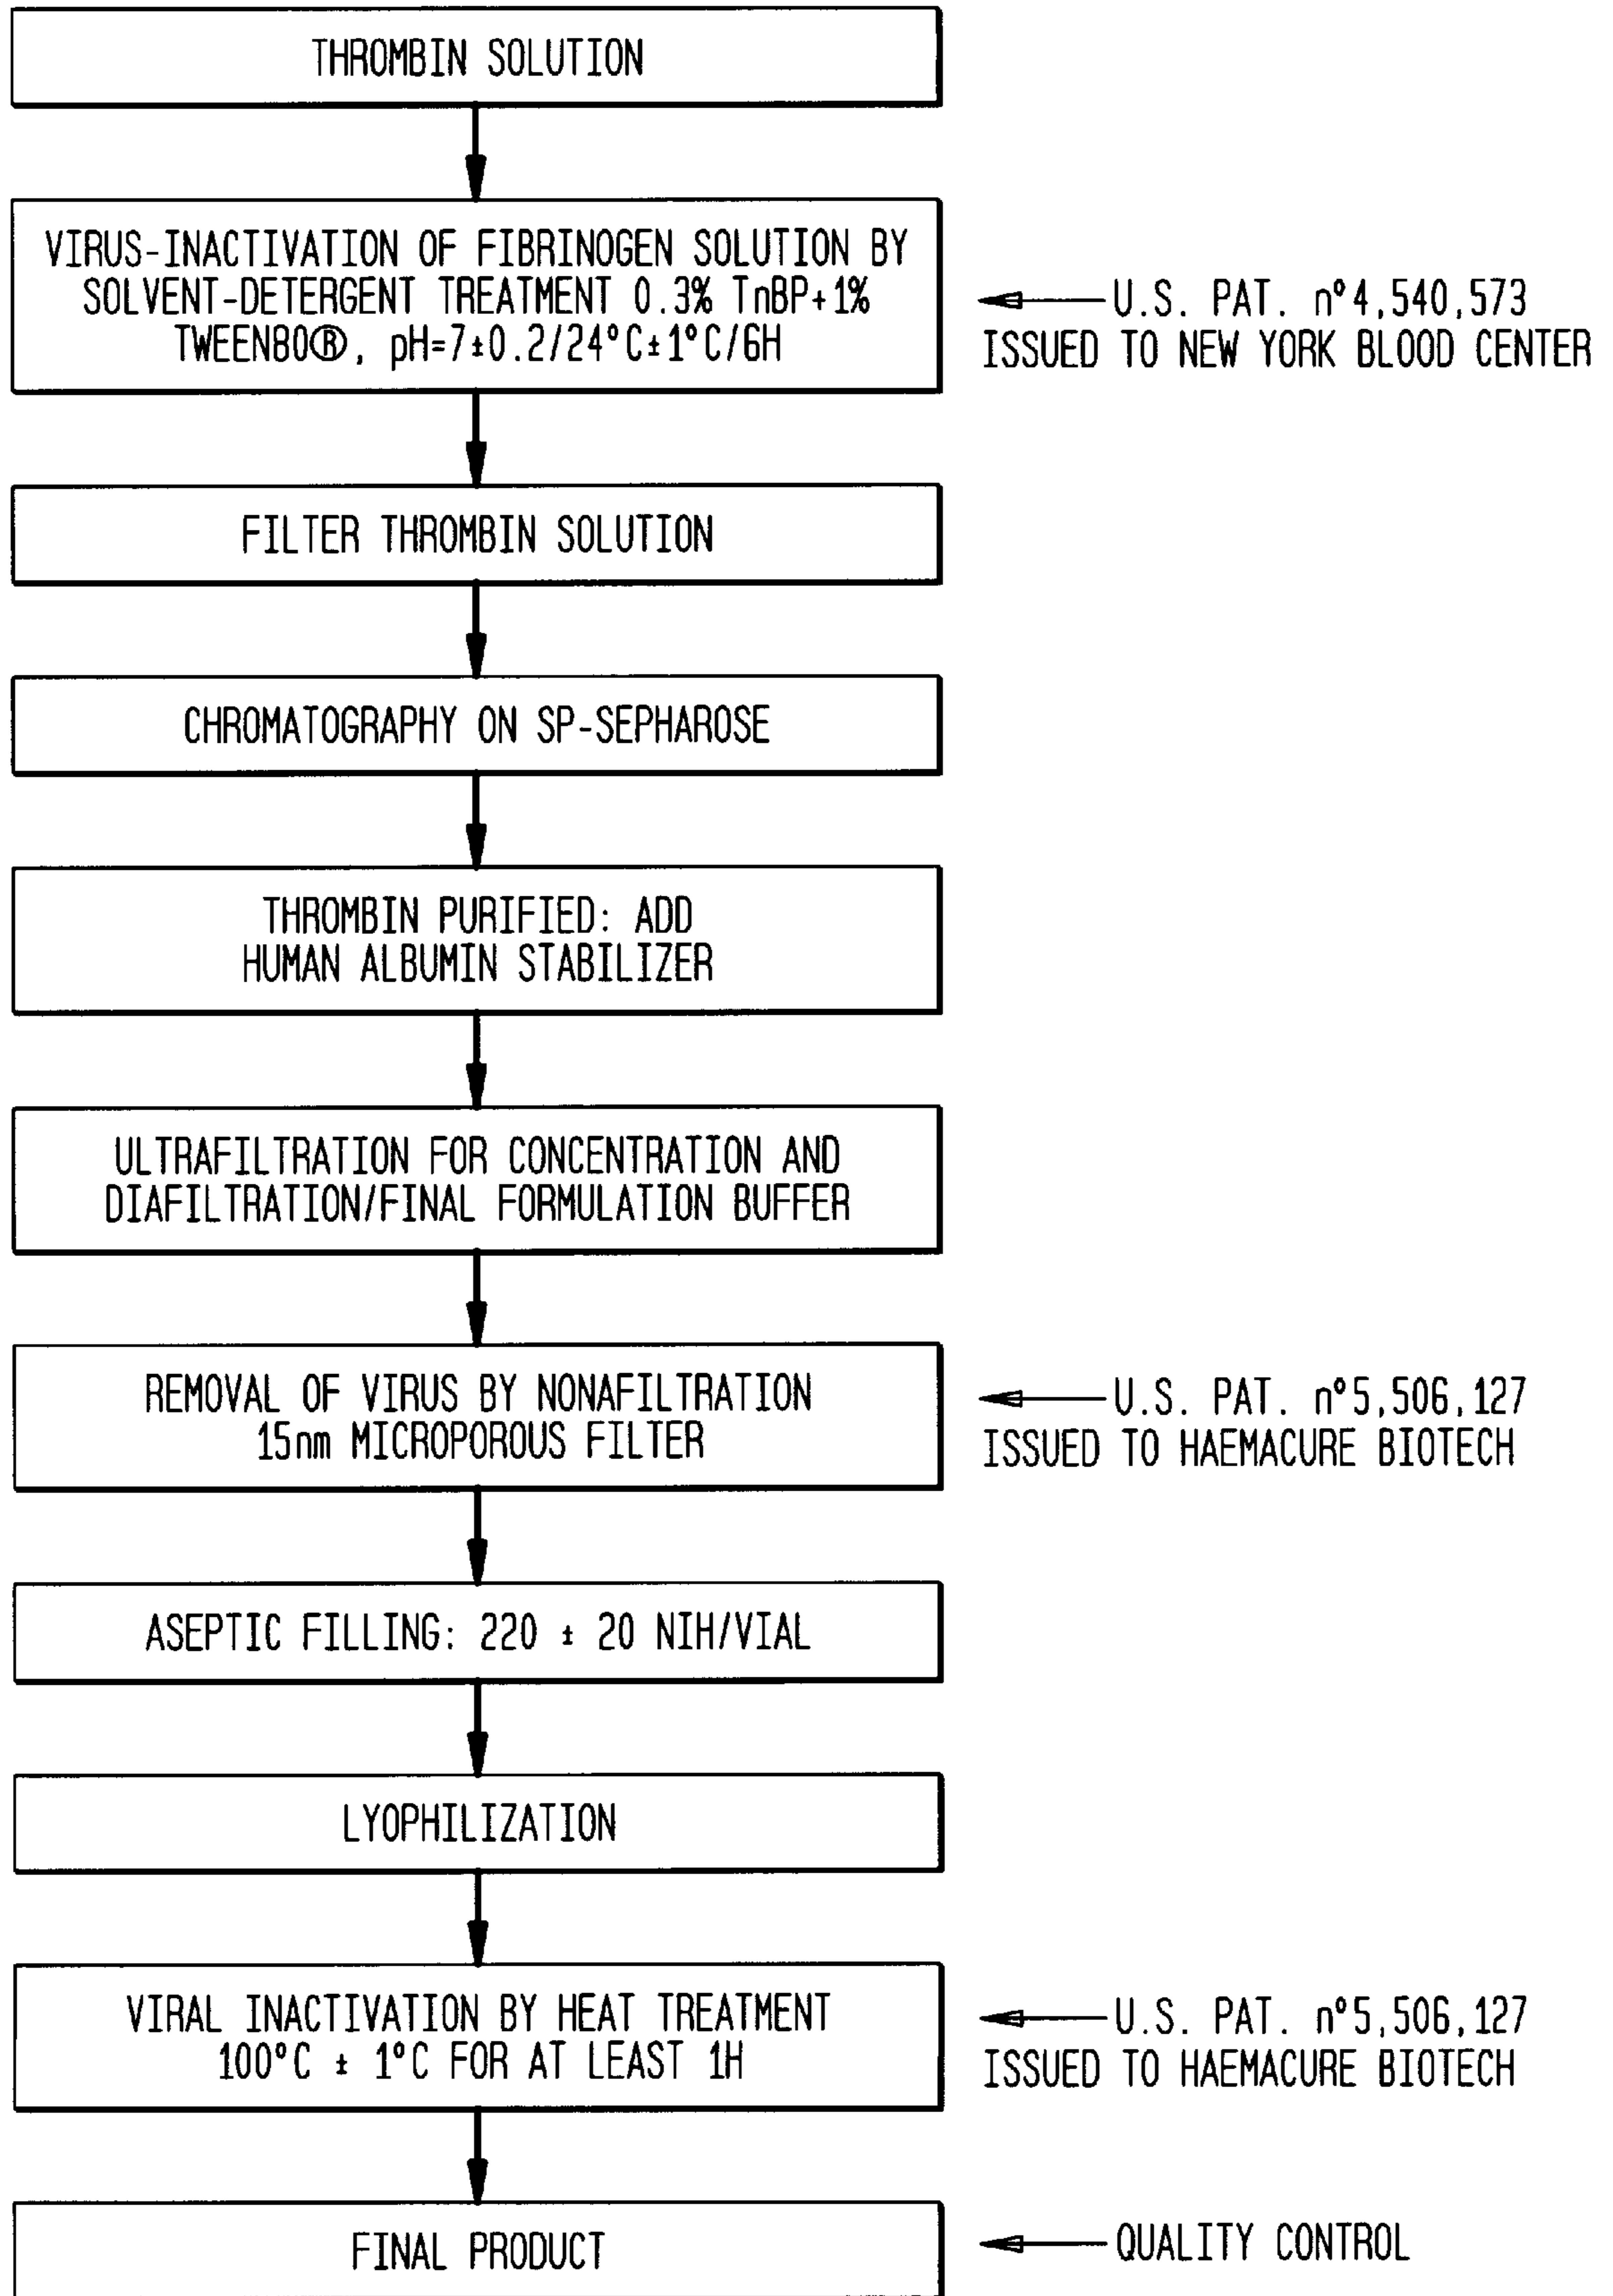 THROMBIN SOLUTION
VIRUS-INACTIVATION OF FIBRINOGEN SOLUTION BY
SOLVENT-DETERGENT TREATMENT 0.3% TnBP+1%
TWEEN80®, pH=7±0.2/24°C±1°C/6H
U.S. PAT. nº4,540,573
ISSUED TO NEW YORK BLOOD CENTER
FILTER THROMBIN SOLUTION
CHROMATOGRAPHY ON SP-SEPHAROSE
THROMBIN PURIFIED: ADD
HUMAN ALBUMIN STABILIZER
ULTRAFILTRATION FOR CONCENTRATION AND
DIAFILTRATION/FINAL FORMULATION BUFFER
REMOVAL OF VIRUS BY NONAFILTRATION
15nm MICROPOROUS FILTER
U.S. PAT. nº5,506,127
ISSUED TO HAEMACURE BIOTECH
ASEPTIC FILLING: 220 ± 20 NIH/VIAL
LYOPHILIZATION
VIRAL INACTIVATION BY HEAT TREATMENT
100°C ± 1°C FOR AT LEAST 1H
U.S. PAT. nº5,506,127
ISSUED TO HAEMACURE BIOTECH
FINAL PRODUCT
QUALITY CONTROL